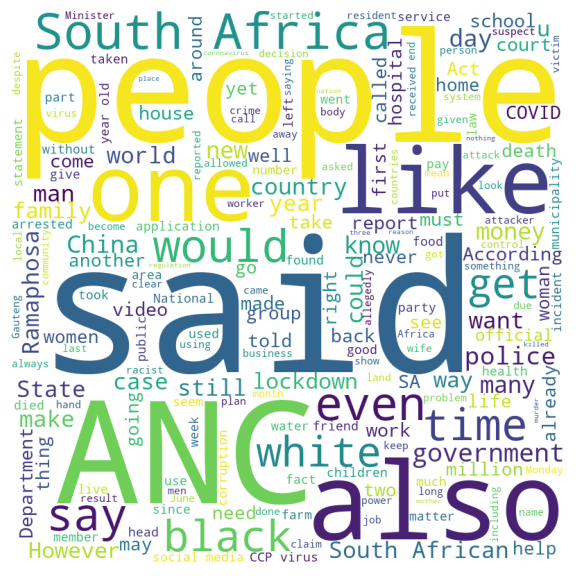 Minister
started
resident
service
coronavirus
decision
South Africa
around
school
u
suspect
despite
taken
saying
day
court
victim
place
person
received end
statement
virus
part
year old
yet
crime
call
went
nation
called
hospital
Act
system
people
house
left
body
home
given
COVID
without
reported
allowed
away
nothing
come
world
new
well
number
asked
first
countries
pay
law
death
attack
municipality
give
worker
mean
put
look
man
one
like
family
country
year
report
must
attacker
arrested
become
application
take
three
reason
food
control
money
local
community
China
would
know
never
get
got
According
another
go
could
something
Gauteng
Ramaphosa
regulation
area
found
clear
said
right
allegedly
woman
incident
took
National
came
made
party
due
women
video
group
back
see
Africa
want
official
always
last
public
used
told
good
wife
using
business
show
police
State
racist
land
health
case
still
lockdown
SA
way
many
killed
already
died
hand
month
problem
murder
make
seem
plan
even
time
life
going
week
water
friend
work
ANC
white
government
Department
thing
corruption
fact
children
keep
million
Monday
live
use
men
June
say
result
since
need
done
farm
two
much
also
power
long
mother
including
black
job
matter
name
However
member
may
head
claim
South African
help
social media
CCP virus